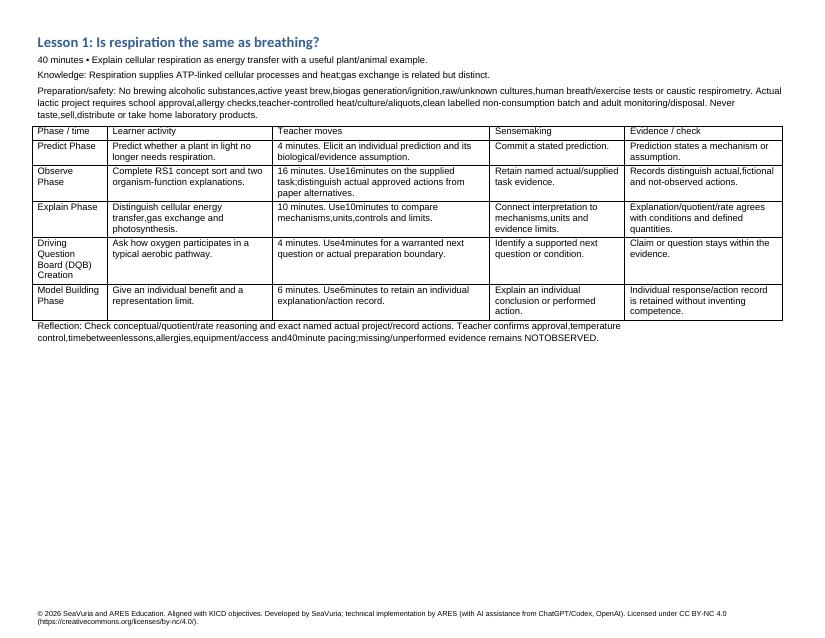 Lesson 1: Is respiration the same as breathing?
40 minutes • Explain cellular respiration as energy transfer with a useful plant/animal example.
Knowledge: Respiration supplies ATP-linked cellular processes and heat;gas exchange is related but distinct.
Preparation/safety: No brewing alcoholic substances,active yeast brew,biogas generation/ignition,raw/unknown cultures,human breath/exercise tests or caustic respirometry. Actual
lactic project requires school approval,allergy checks,teacher-controlled heat/culture/aliquots,clean labelled non-consumption batch and adult monitoring/disposal. Never
taste,sell,distribute or take home laboratory products.
Phase / time
Learner activity
Teacher moves
Sensemaking
Evidence / check
Predict Phase
Predict whether a plant in light no
longer needs respiration.
4 minutes. Elicit an individual prediction and its
biological/evidence assumption.
Commit a stated prediction.
Prediction states a mechanism or
assumption.
Observe
Phase
Complete RS1 concept sort and two
organism-function explanations.
16 minutes. Use16minutes on the supplied
task;distinguish actual approved actions from
paper alternatives.
Retain named actual/supplied
task evidence.
Records distinguish actual,fictional
and not-observed actions.
Explain Phase
Distinguish cellular energy
transfer,gas exchange and
photosynthesis.
10 minutes. Use10minutes to compare
mechanisms,units,controls and limits.
Connect interpretation to
mechanisms,units and
evidence limits.
Explanation/quotient/rate agrees
with conditions and defined
quantities.
Driving
Question
Board (DQB)
Creation
Ask how oxygen participates in a
typical aerobic pathway.
4 minutes. Use4minutes for a warranted next
question or actual preparation boundary.
Identify a supported next
question or condition.
Claim or question stays within the
evidence.
Model Building
Phase
Give an individual benefit and a
representation limit.
6 minutes. Use6minutes to retain an individual
explanation/action record.
Explain an individual
conclusion or performed
action.
Individual response/action record
is retained without inventing
competence.
Reflection: Check conceptual/quotient/rate reasoning and exact named actual project/record actions. Teacher confirms approval,temperature
control,timebetweenlessons,allergies,equipment/access and40minute pacing;missing/unperformed evidence remains NOTOBSERVED.
© 2026 SeaVuria and ARES Education. Aligned with KICD objectives. Developed by SeaVuria; technical implementation by ARES (with AI assistance from ChatGPT/Codex, OpenAI). Licensed under CC BY-NC 4.0
(https://creativecommons.org/licenses/by-nc/4.0/).